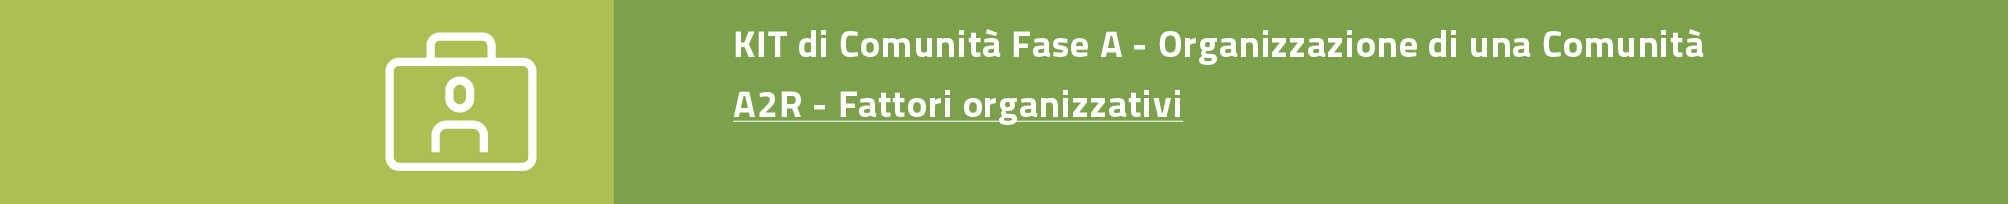 KIT di Comunità Fase A - Organizzazione di una Comunità
A2R - Fattori organizzativi